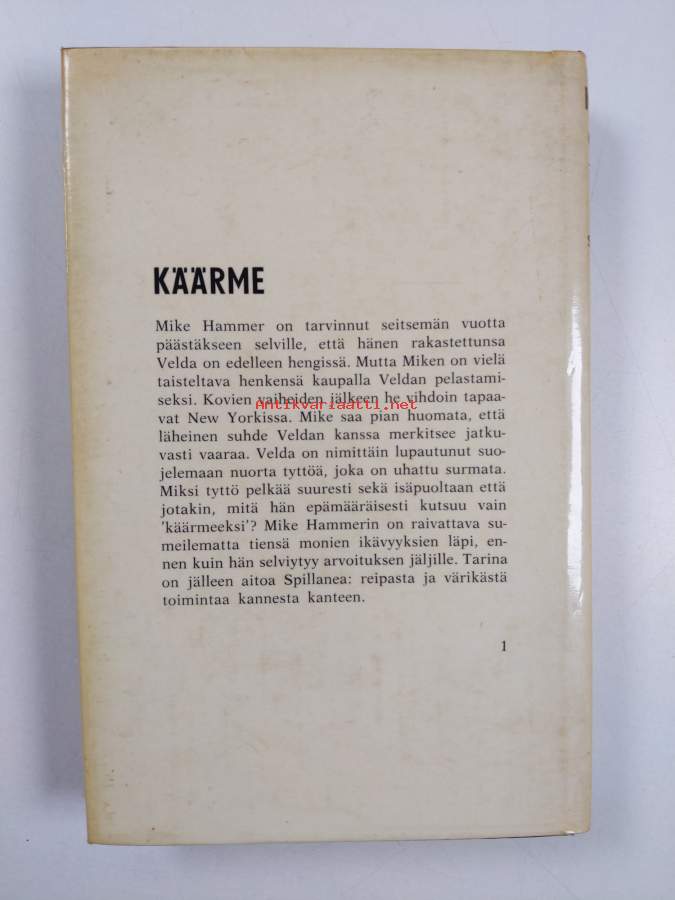 KÄÄRME
Mike Hammer on tarvinnut seitsemän vuotta
päästäkseen selville, että hänen rakastettunsa
Velda on edelleen hengissä. Mutta Miken on vielä
taisteltava henkensä kaupalla Veldan pelastami-
seksi. Kovien vaiheiden jälkeen he vihdoin tapaa-
Antikvariaatti.net
vat New Yorkissa. Mike saa pian huomata, että
läheinen suhde Veldan kanssa merkitsee jatku-
vasti vaaraa. Velda on nimittäin lupautunut suo-
jelemaan nuorta tyttöä, joka on uhattu surmata.
Miksi tyttö pelkää suuresti sekä isäpuoltaan että
jotakin, mitä hän epämääräisesti kutsuu vain
'käärmeeksi'? Mike Hammerin on raivattava su-
meilematta tiensä monien ikävyyksien läpi, en-
nen kuin hän selviytyy arvoituksen jäljille. Tarina
on jälleen aitoa Spillanea: reipasta ja värikästä
toimintaa kannesta kanteen.
1